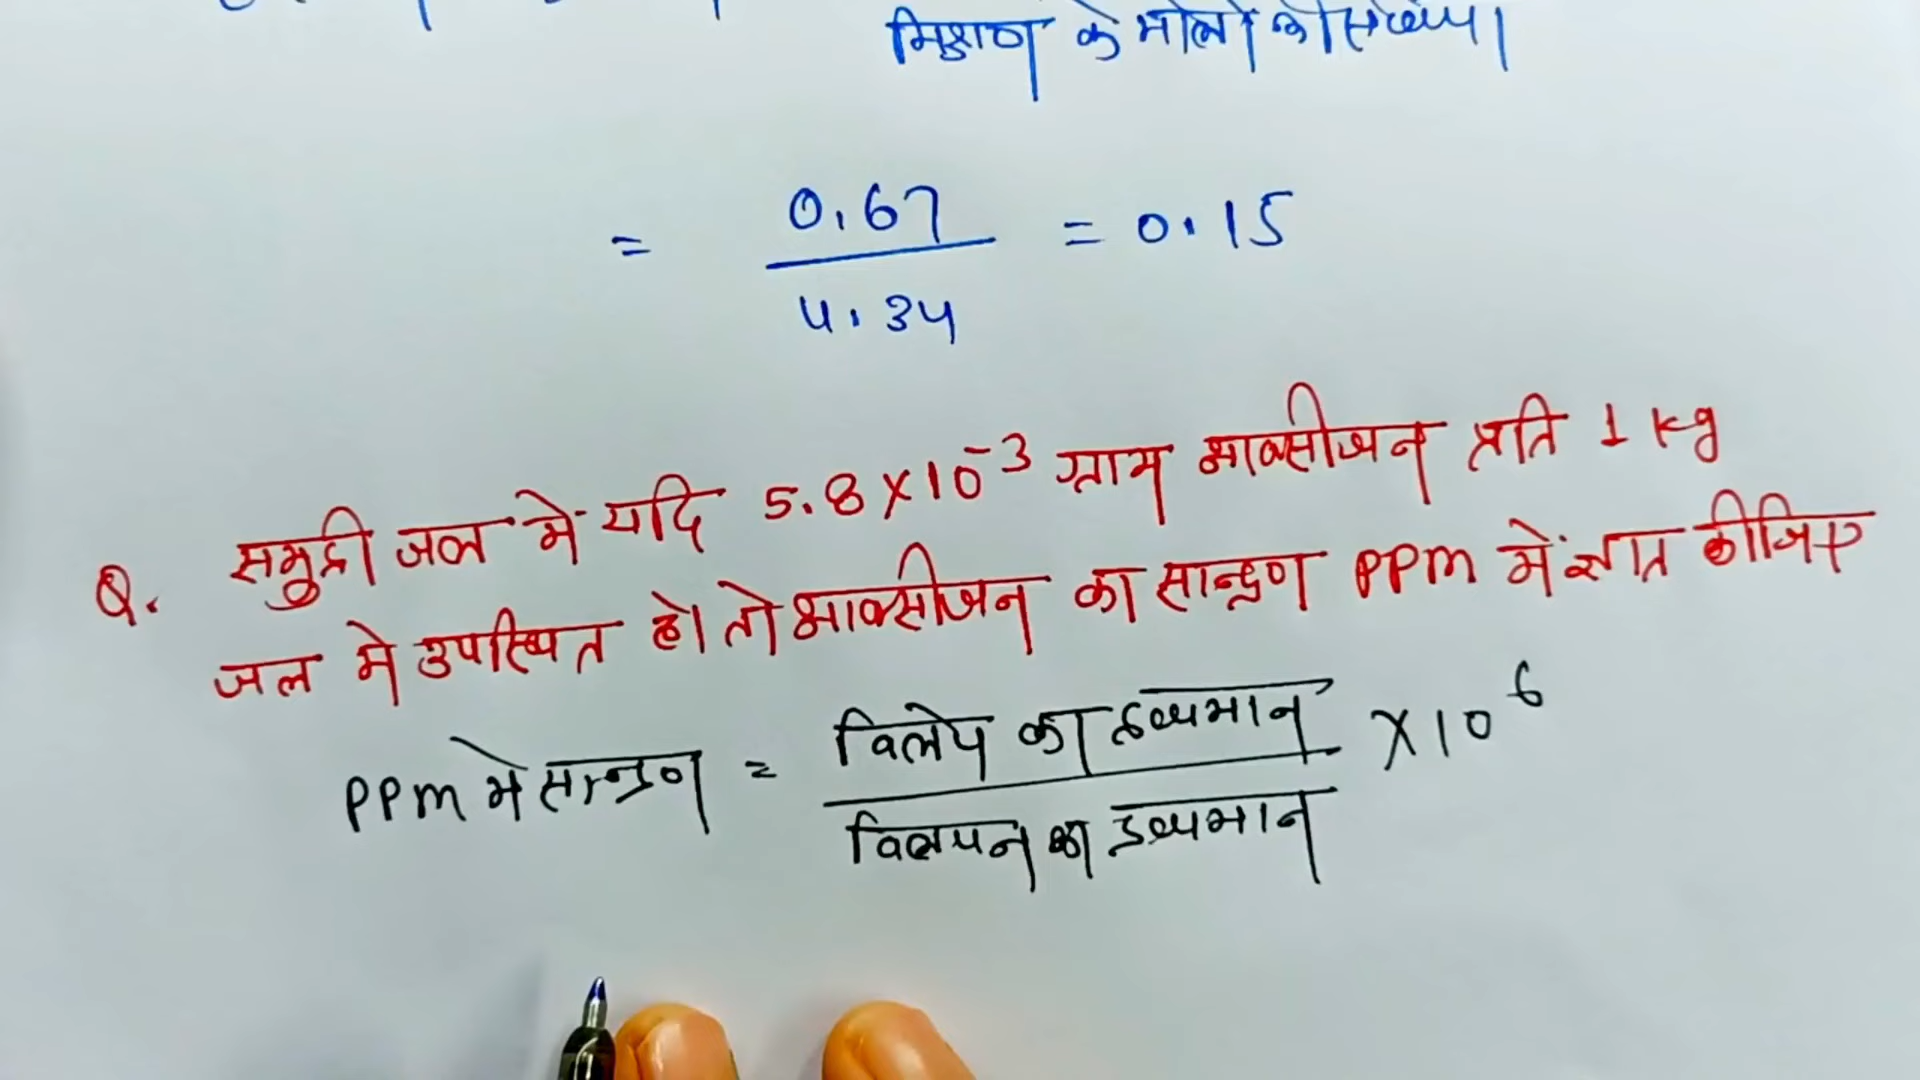 मिश्रण के मोलों की संख्या
= 0.67 / 4.34 = 0.15
Q. समुद्री जल में यदि 5.8×10⁻³ ग्राम आक्सीजन प्रति 1 kg
जल मे उपस्थित हो तो आक्सीजन का सान्द्रण PPm में ज्ञात कीजिए
PPm मे सान्द्रण = विलेय का द्रव्यमान / विलयन का द्रव्यमान ×10⁶